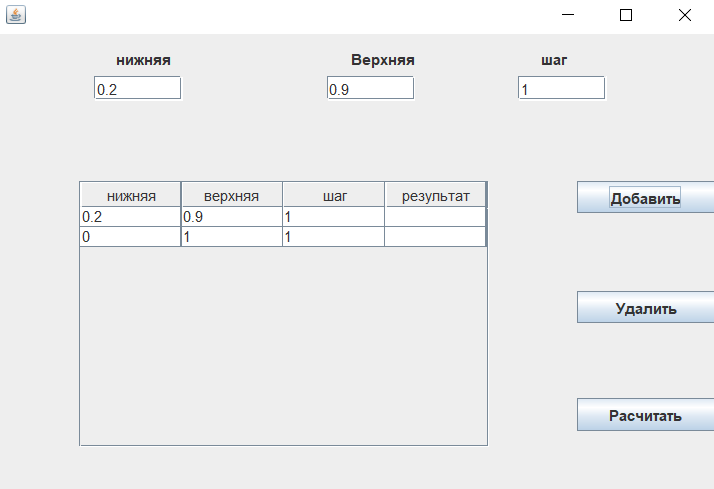 нижняя Верхняя шаг
0.2 0.9 1
нижняя верхняя шаг результат
0.2 0.9 1
0 1 1
Добавить
Удалить
Расчитать